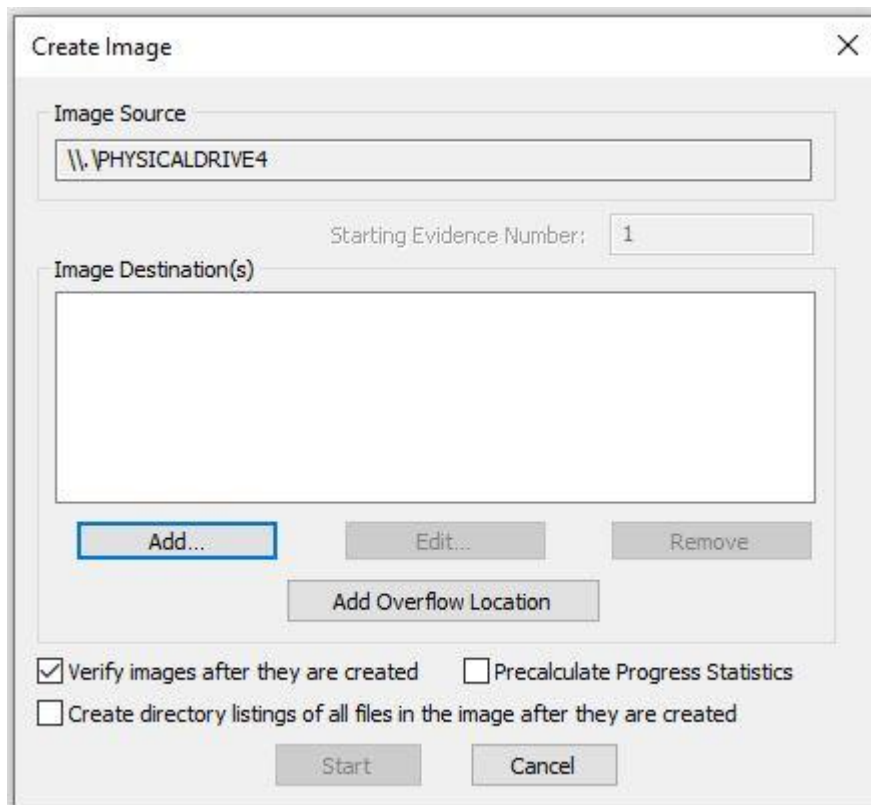 Create Image
Image Source
\\.\PHYSICALDRIVE4
Starting Evidence Number: 1
Image Destination(s)
Add... Edit... Remove
Add Overflow Location
Verify images after they are created Precalculate Progress Statistics
Create directory listings of all files in the image after they are created
Start Cancel